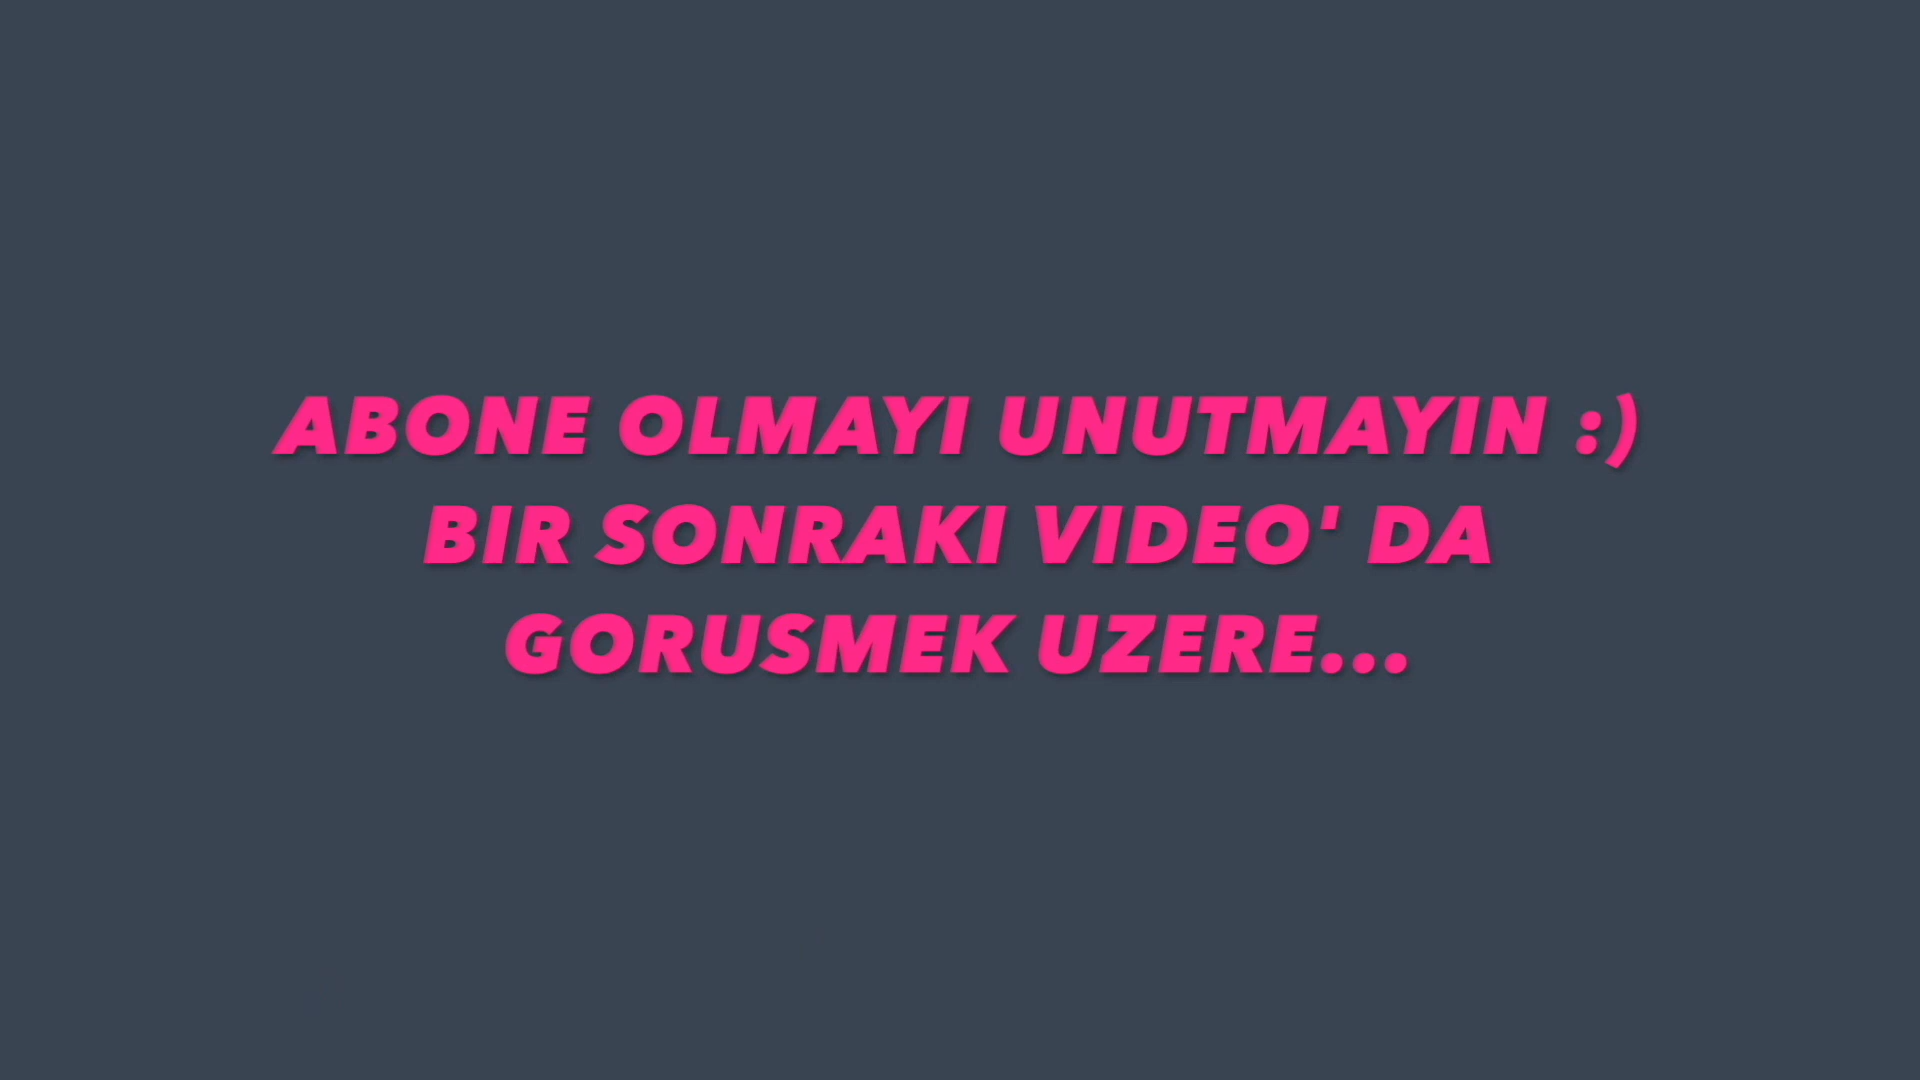 ABONE OLMAYI UNUTMAYIN :)
BIR SONRAKI VIDEO' DA
GORUSMEK UZERE...